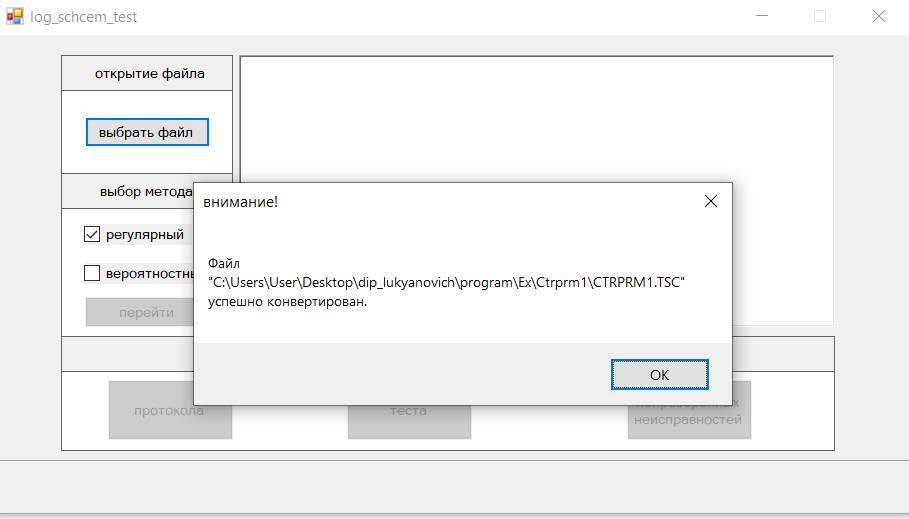 log_schcem_test
открытие файла
выбрать файл
выбор метода
внимание!
регулярный
Файл
"C:\Users\User\Desktop\dip_lukyanovich\program\Ex\Ctrprm1\CTRPRM1.TSC"
вероятностны
успешно конвертирован.
перейти
OK
протокола
теста
неисправностей